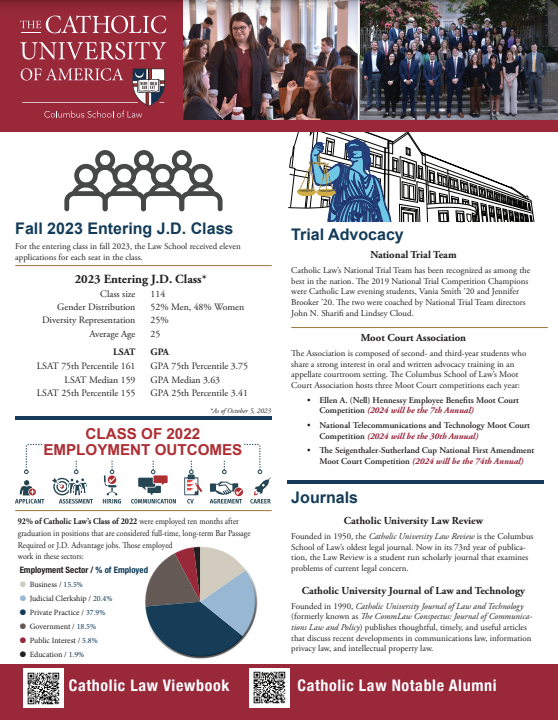 THE CATHOLIC
UNIVERSITY
OF AMERICA
Columbus School of Law
Fall 2023 Entering J.D. Class
For the entering class in fall 2023, the Law School received eleven
applications for each seat in the class.
2023 Entering J.D. Class*
Class size 114
Gender Distribution 52% Men, 48% Women
Diversity Representation 25%
Average Age 25
LSAT GPA
LSAT 75th Percentile 161 GPA 75th Percentile 3.75
LSAT Median 159 GPA Median 3.63
LSAT 25th Percentile 155 GPA 25th Percentile 3.41
*As of October 5, 2023
CLASS OF 2022
EMPLOYMENT OUTCOMES
APPLICANT ASSESSMENT HIRING COMMUNICATION CV AGREEMENT CAREER
92% of Catholic Law's Class of 2022 were employed ten months after
graduation in positions that are considered full-time, long-term Bar Passage
Required or J.D. Advantage jobs. Those employed
work in these sectors:
Employment Sector / % of Employed
Business / 15.5%
Judicial Clerkship / 20.4%
Private Practice / 37.9%
Government / 18.5%
Public Interest / 5.8%
Education / 1.9%
Trial Advocacy
National Trial Team
Catholic Law's National Trial Team has been recognized as among the
best in the nation. The 2019 National Trial Competition Champions
were Catholic Law evening students, Vania Smith '20 and Jennifer
Brooker '20. The two were coached by National Trial Team directors
John N. Sharifi and Lindsey Cloud.
Moot Court Association
The Association is composed of second- and third-year students who
share a strong interest in oral and written advocacy training in an
appellate courtroom setting. The Columbus School of Law's Moot
Court Association hosts three Moot Court competitions each year:
• Ellen A. (Nell) Hennessy Employee Benefits Moot Court
Competition (2024 will be the 7th Annual)
• National Telecommunications and Technology Moot Court
Competition (2024 will be the 30th Annual)
• The Seigenthaler-Sutherland Cup National First Amendment
Moot Court Competition (2024 will be the 74th Annual)
Journals
Catholic University Law Review
Founded in 1950, the Catholic University Law Review is the Columbus
School of Law's oldest legal journal. Now in its 73rd year of publica-
tion, the Law Review is a student run scholarly journal that examines
problems of current legal concern.
Catholic University Journal of Law and Technology
Founded in 1990, Catholic University Journal of Law and Technology
(formerly known as The CommLaw Conspectus: Journal of Communica-
tions Law and Policy) publishes thoughtful, timely, and useful articles
that discuss recent developments in communications law, information
privacy law, and intellectual property law.
Catholic Law Viewbook
Catholic Law Notable Alumni